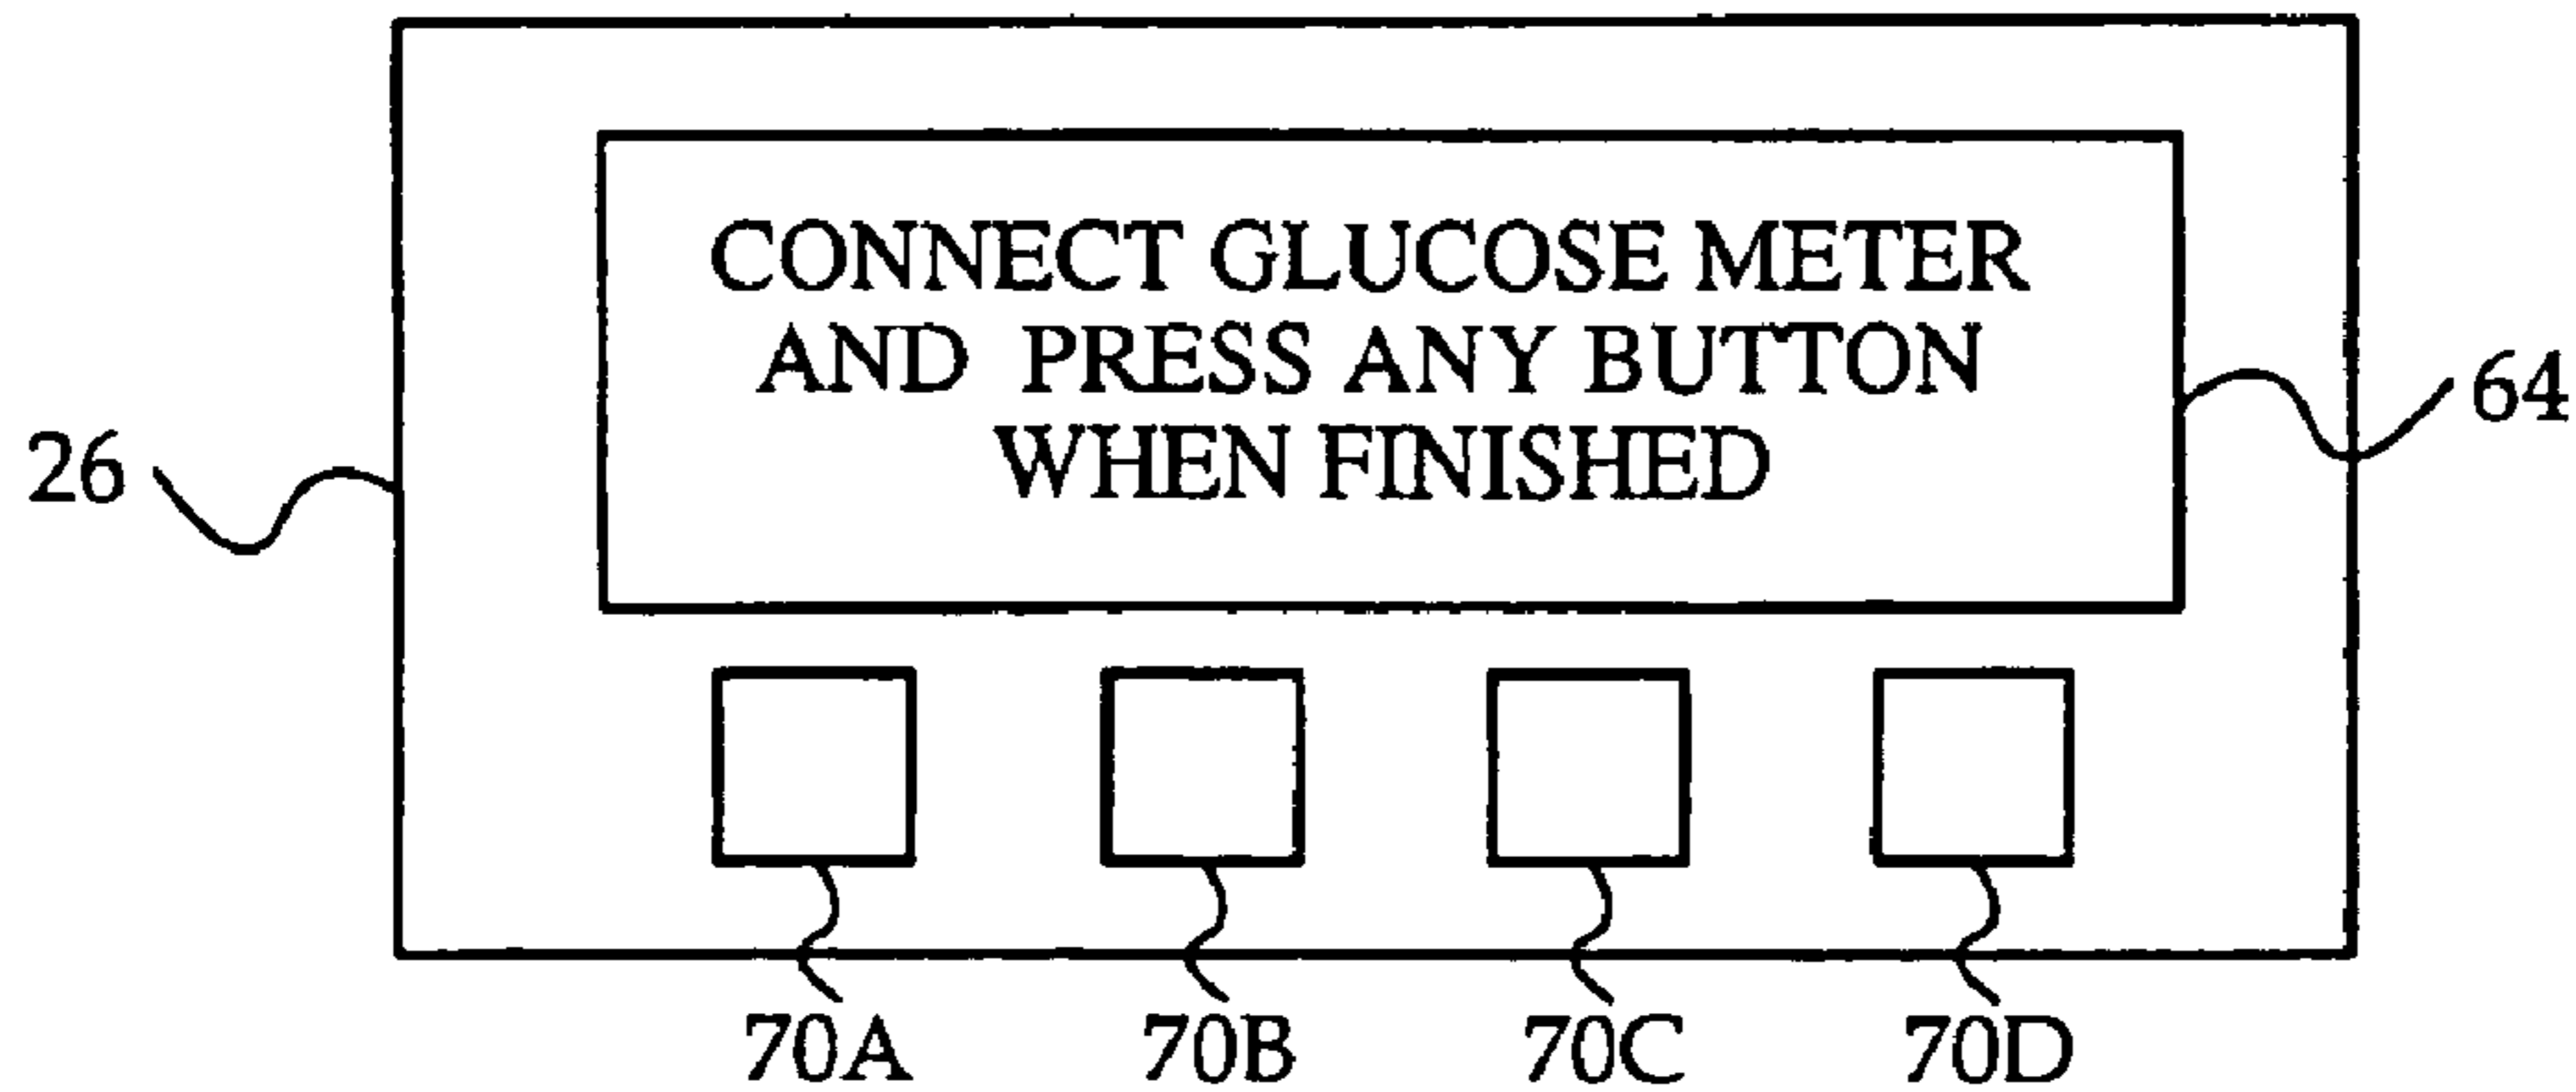 CONNECT GLUCOSE METER
AND PRESS ANY BUTTON
WHEN FINISHED
64
26
70A 70B 70C 70D